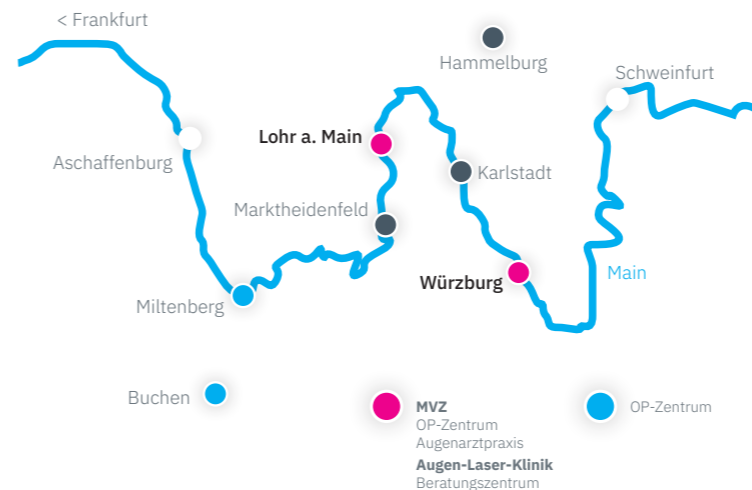 < Frankfurt
Hammelburg
Schweinfurt
Lohr a. Main
Aschaffenburg
Karlstadt
Marktheidenfeld
Main
Würzburg
Miltenberg
Buchen
MVZ
OP-Zentrum
Augenarztpraxis
Augen-Laser-Klinik
Beratungszentrum
OP-Zentrum